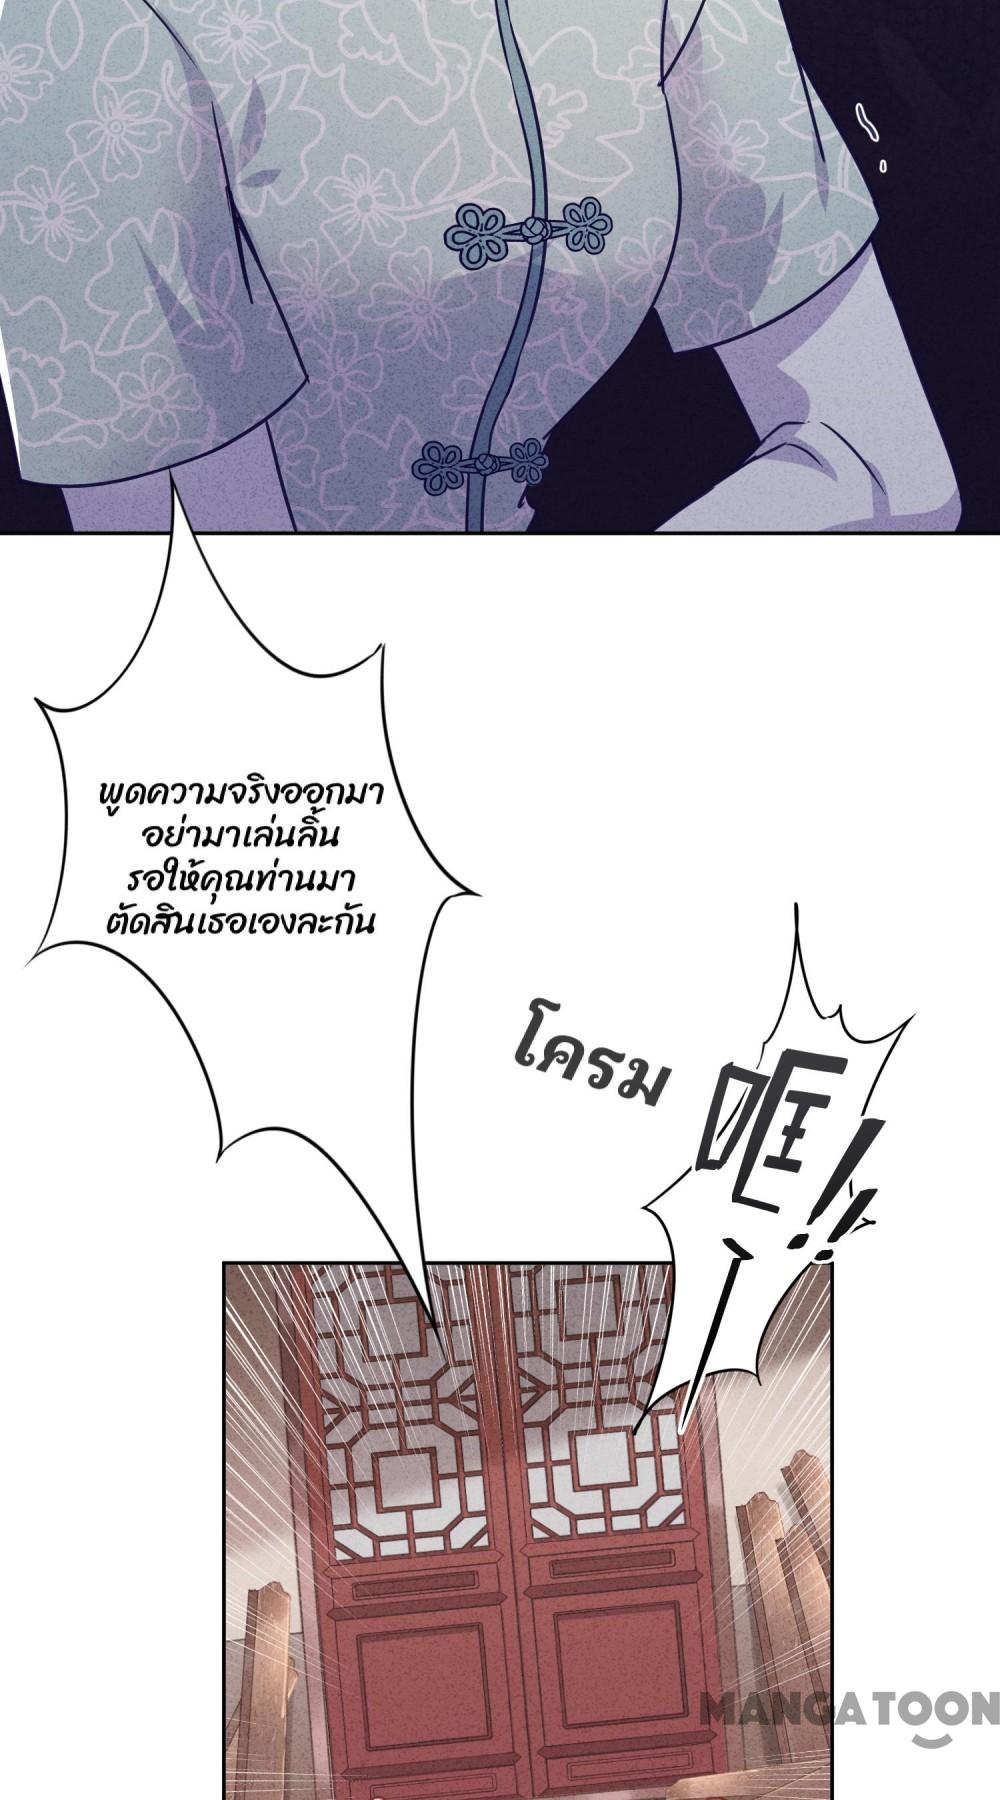 พูดความจริงออกมา
อย่ามาเล่นลิ้น
รอให้คุณท่านมา
ตัดสินเธอเองละกัน
โครม
哐!!
MANGATOON